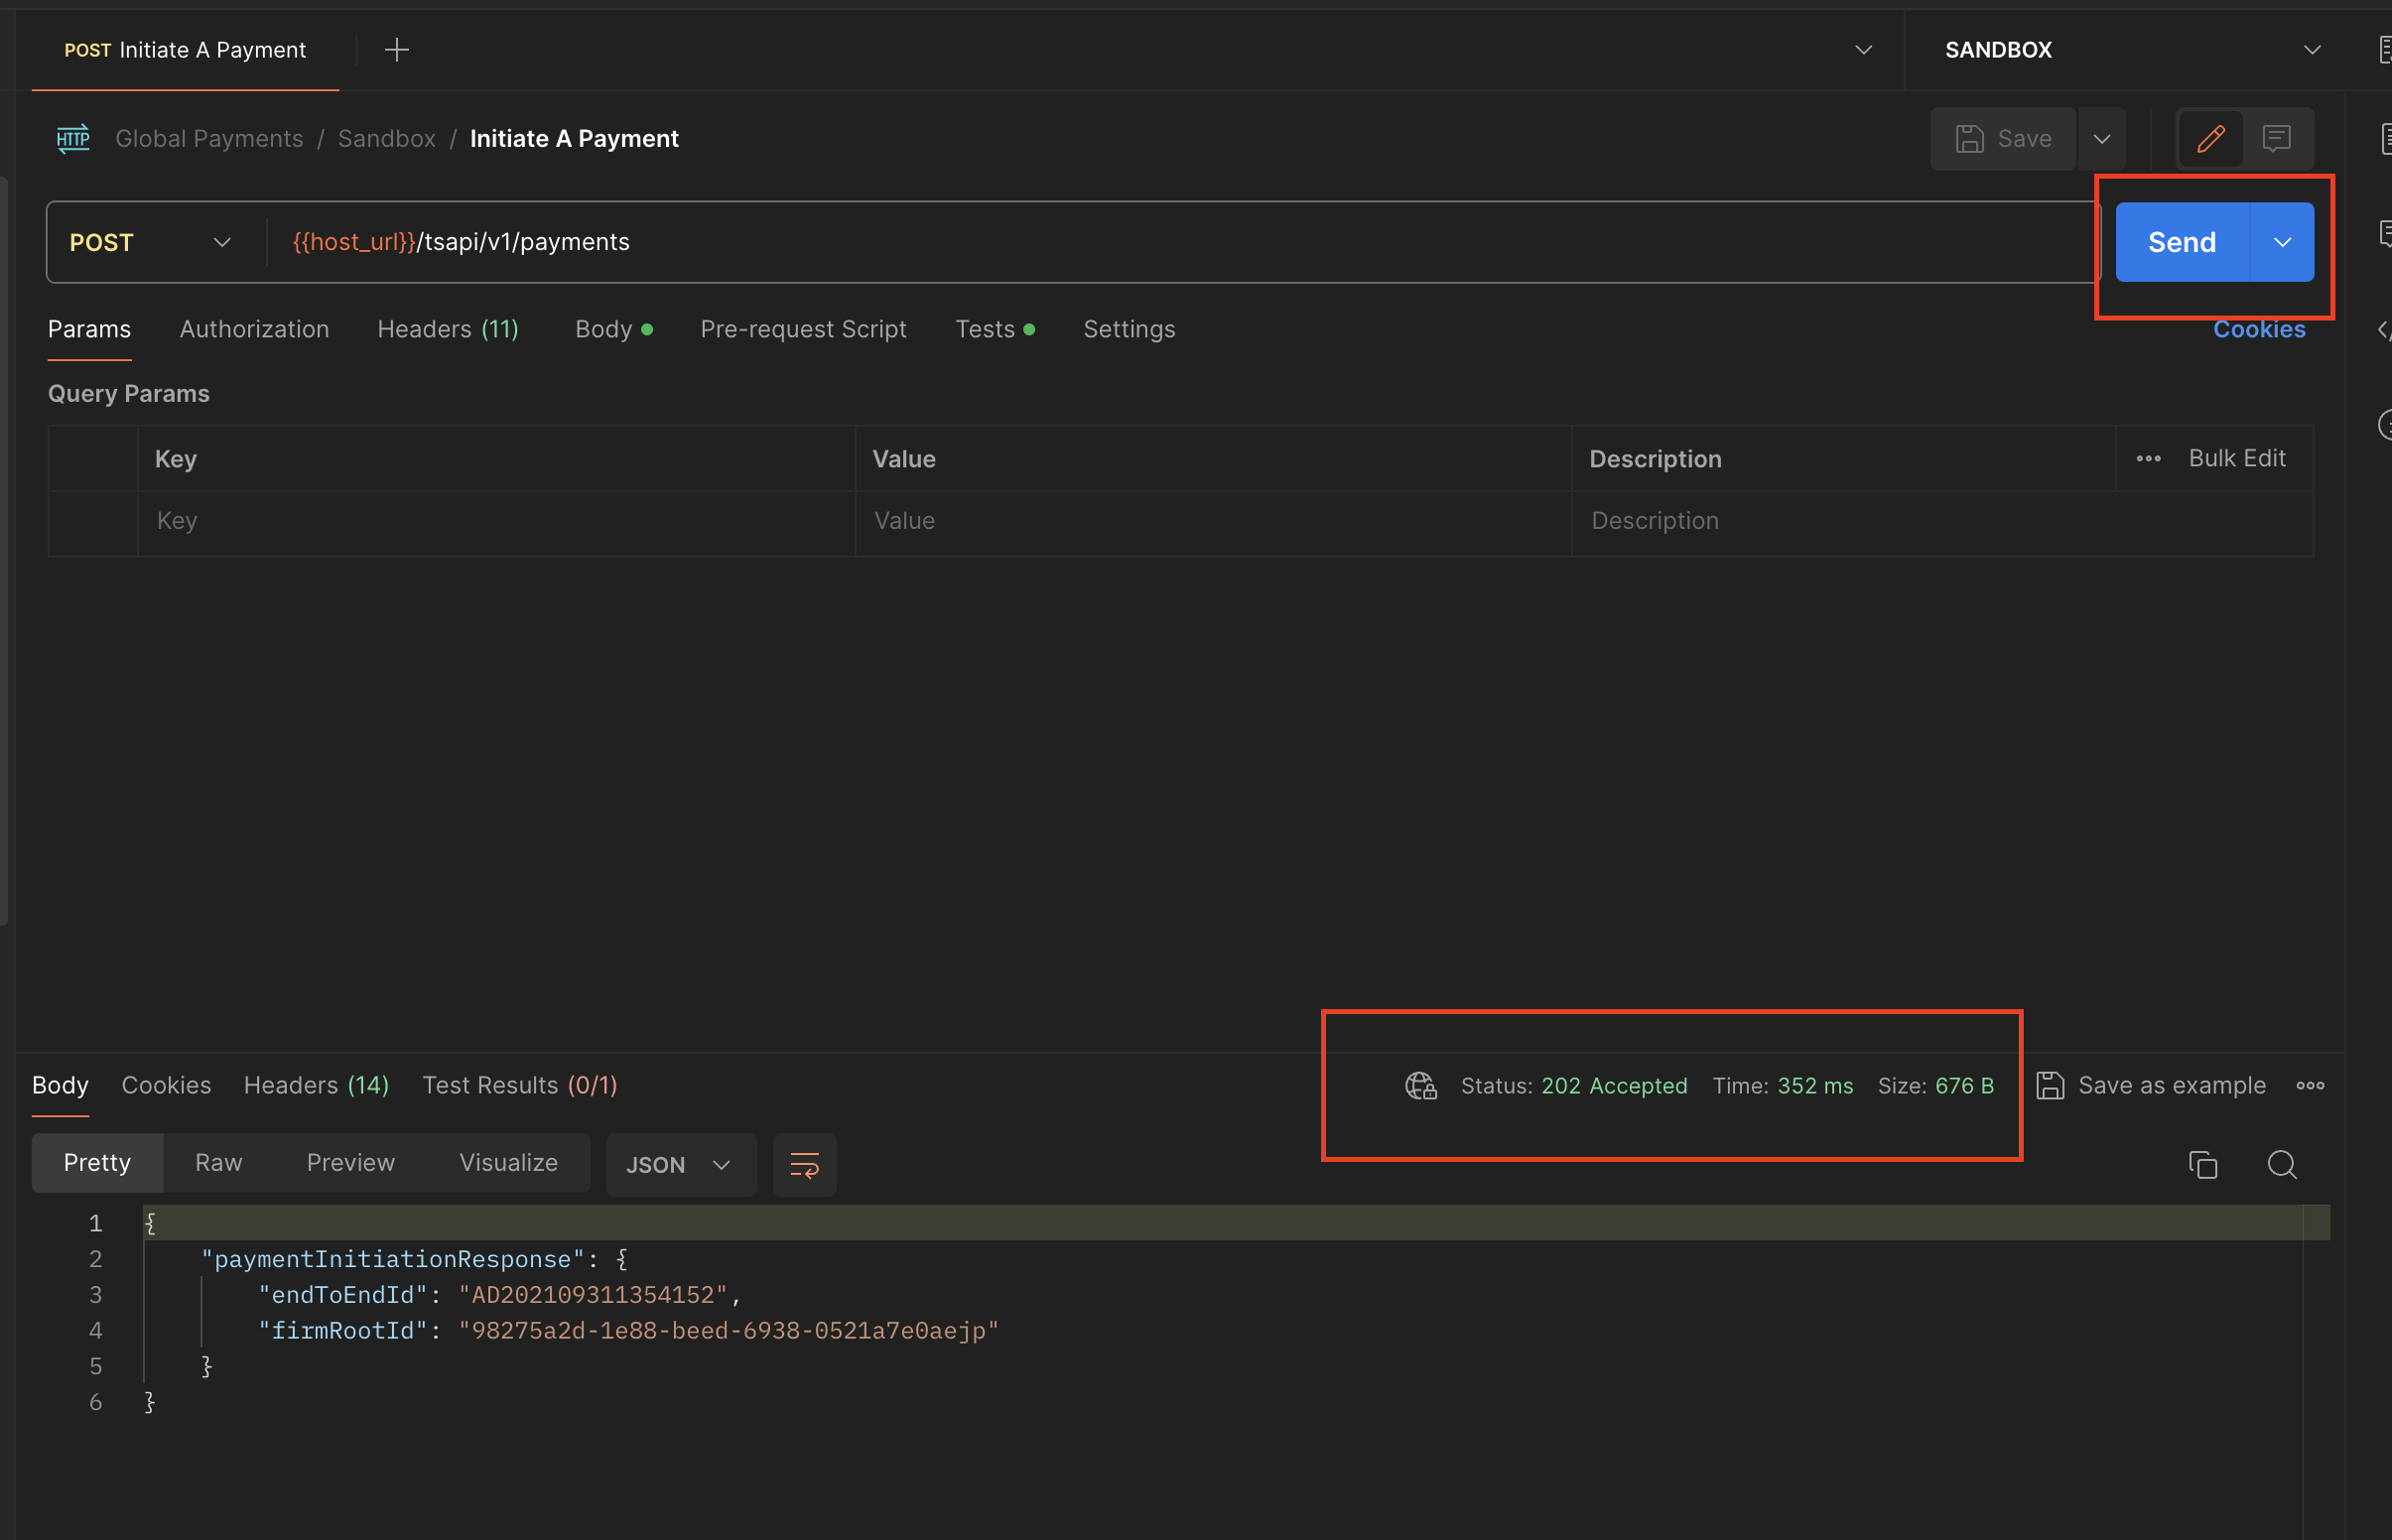 POST Initiate A Payment
SANDBOX
HTTP Global Payments / Sandbox / Initiate A Payment
Save
POST {{host_url}}/tsapi/v1/payments
Send
Params Authorization Headers (11) Body Pre-request Script Tests Settings Cookies
Query Params
Key Value Description Bulk Edit
Key Value Description
Body Cookies Headers (14) Test Results (0/1) Status: 202 Accepted Time: 352 ms Size: 676 B Save as example
Pretty Raw Preview Visualize JSON
1 {
2 "paymentInitiationResponse": {
3 "endToEndId": "AD202109311354152",
4 "firmRootId": "98275a2d-1e88-beed-6938-0521a7e0aejp"
5 }
6 }